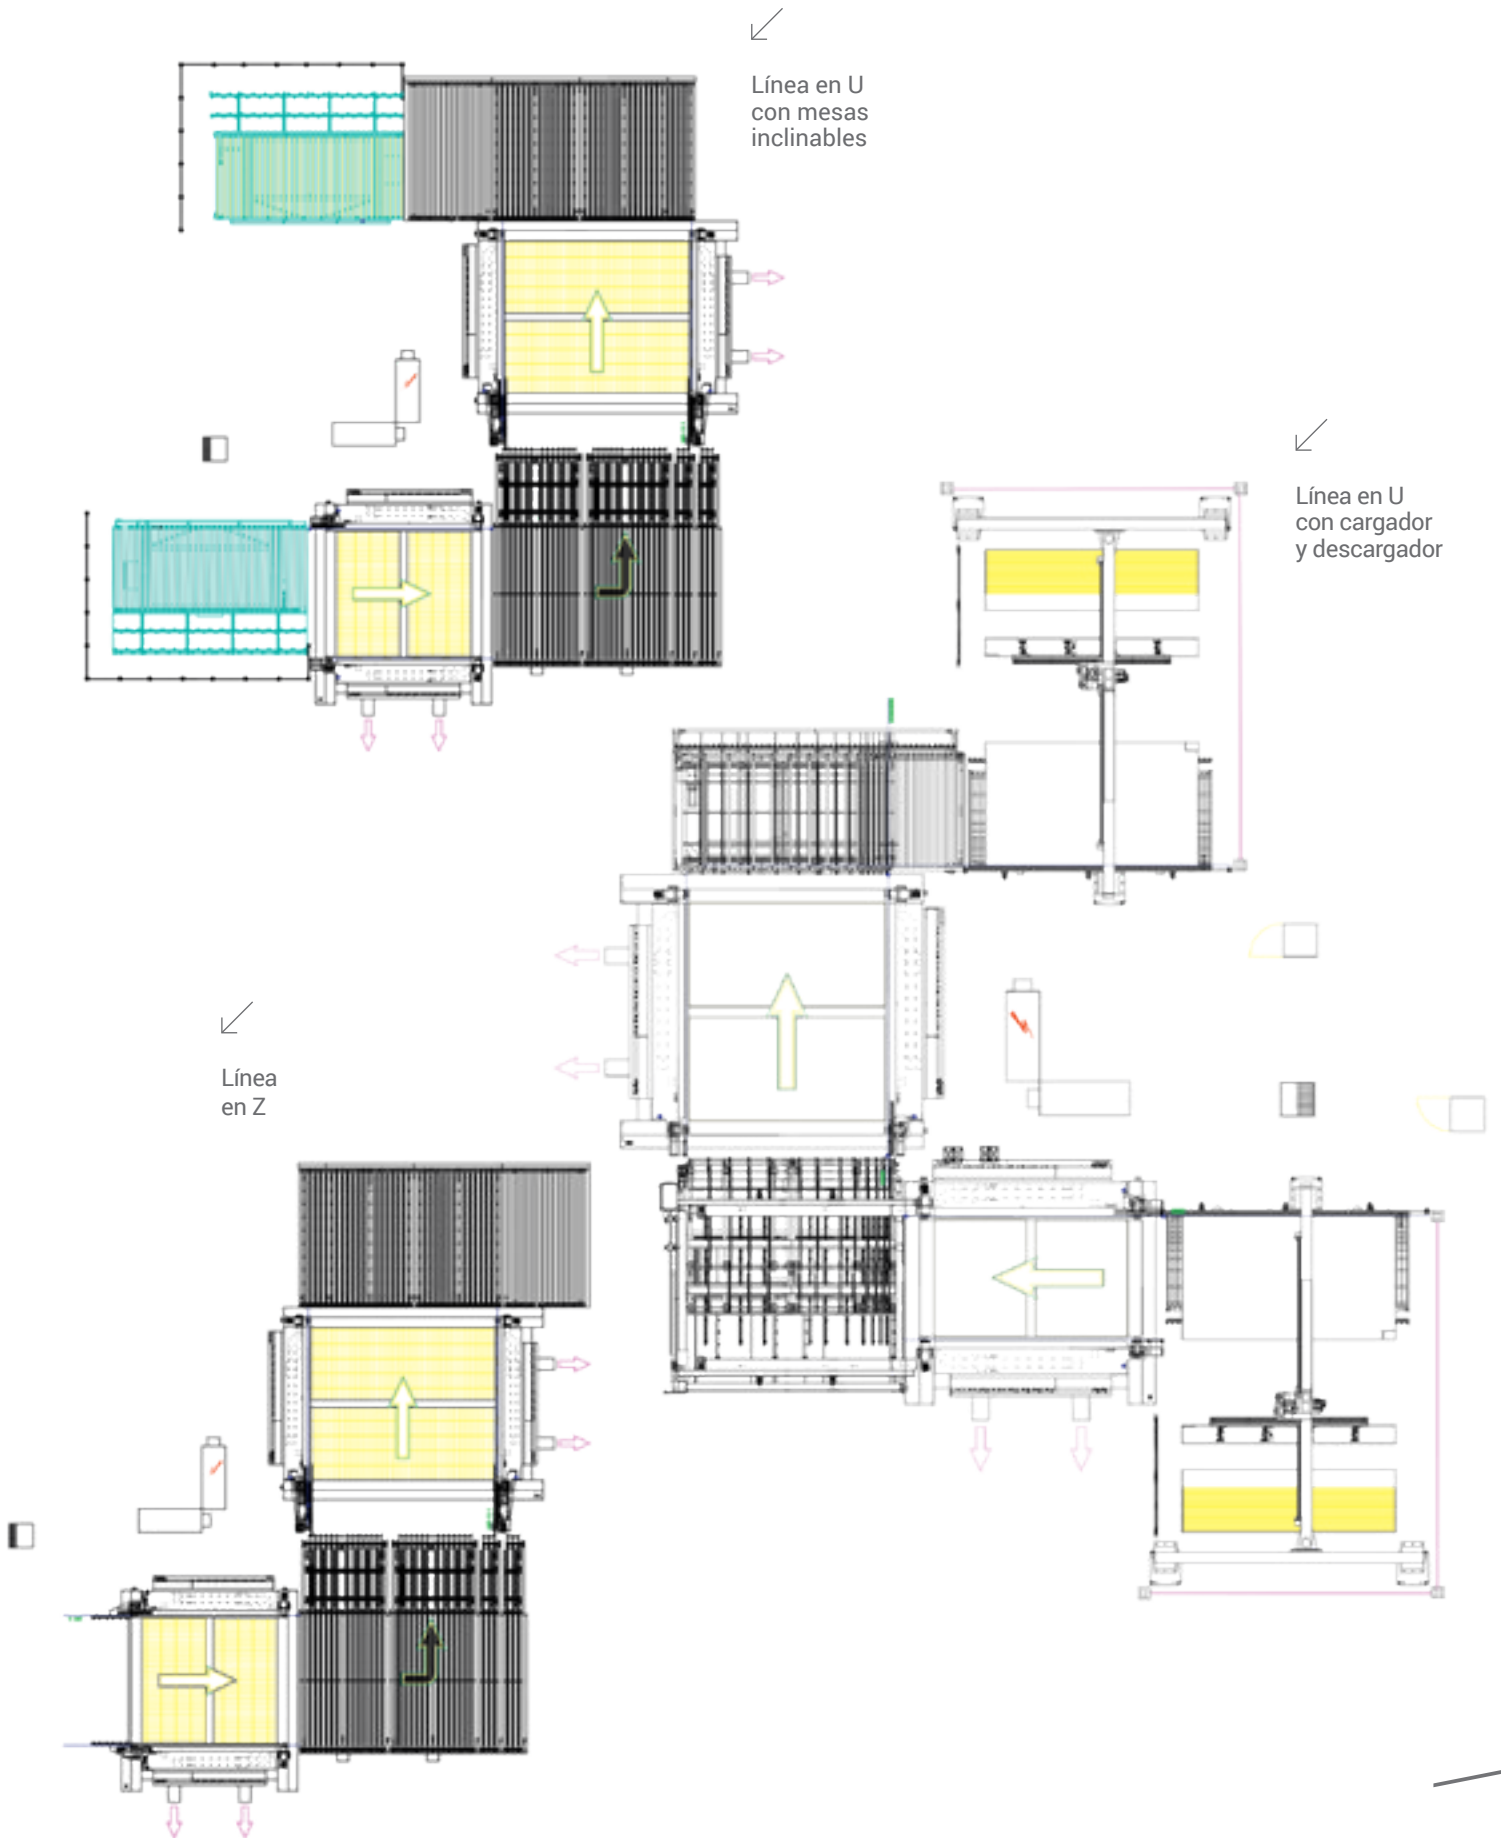 Línea en U
con mesas
inclinables
Línea en U
con cargador
y descargador
Línea
en Z